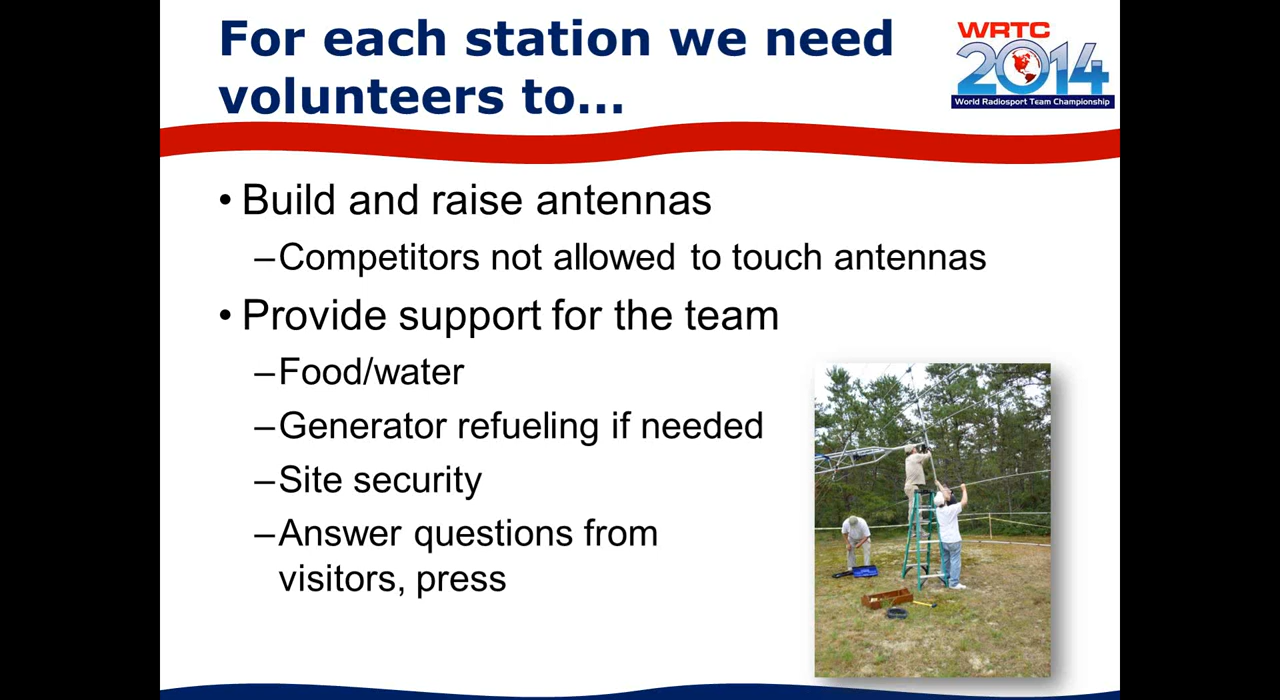 For each station we need
volunteers to...
WRTC
2014
World Radiosport Team Championship
• Build and raise antennas
–Competitors not allowed to touch antennas
• Provide support for the team
–Food/water
–Generator refueling if needed
–Site security
–Answer questions from
visitors, press